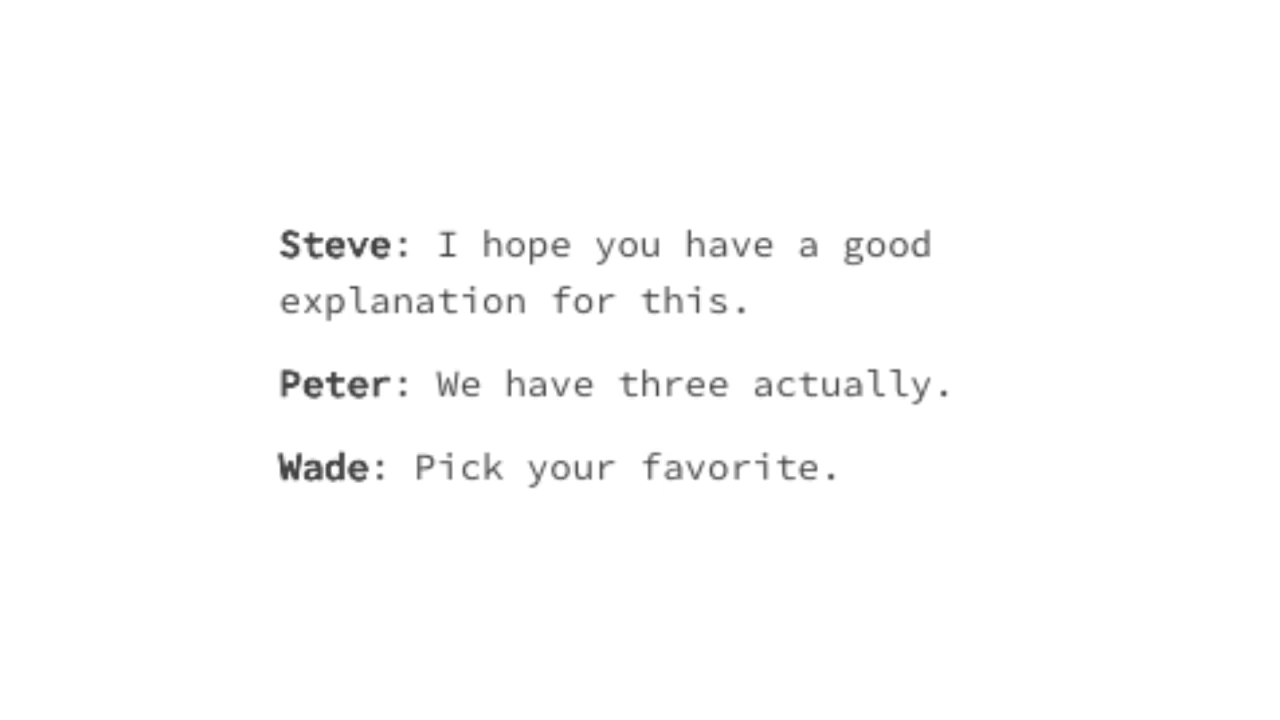 Steve: I hope you have a good
explanation for this.
Peter: We have three actually.
Wade: Pick your favorite.